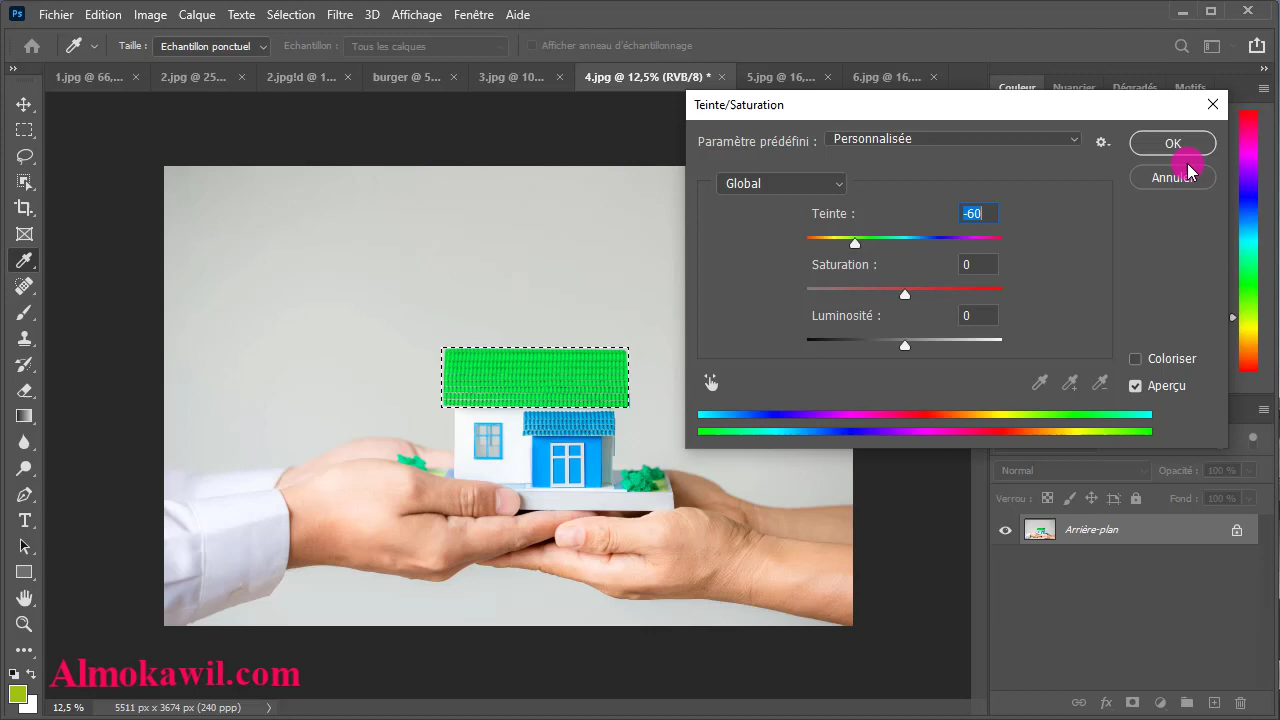 Ps Fichier Edition Image Calque Texte Sélection Filtre 3D Affichage Fenêtre Aide
Taille : Echantillon ponctuel Echantillon : Tous les calques Afficher anneau d'échantillonnage
1.jpg @ 66,... 2.jpg @ 25... 2.jpg!d @ 1... burger @ 5... 3.jpg @ 10... 4.jpg @ 12,5% (RVB/8) * 5.jpg @ 16,... 6.jpg @ 16,...
Couleur Nuancier Dégradés Motifs
Teinte/Saturation
Paramètre prédéfini : Personnalisée OK
Annuler
Global
Teinte : -60
Saturation : 0
Luminosité : 0
Coloriser
Aperçu
Normal Opacité : 100 %
Verrou : Fond : 100 %
Arrière-plan
Almokawil.com
12,5 % 5511 px x 3674 px (240 ppp)